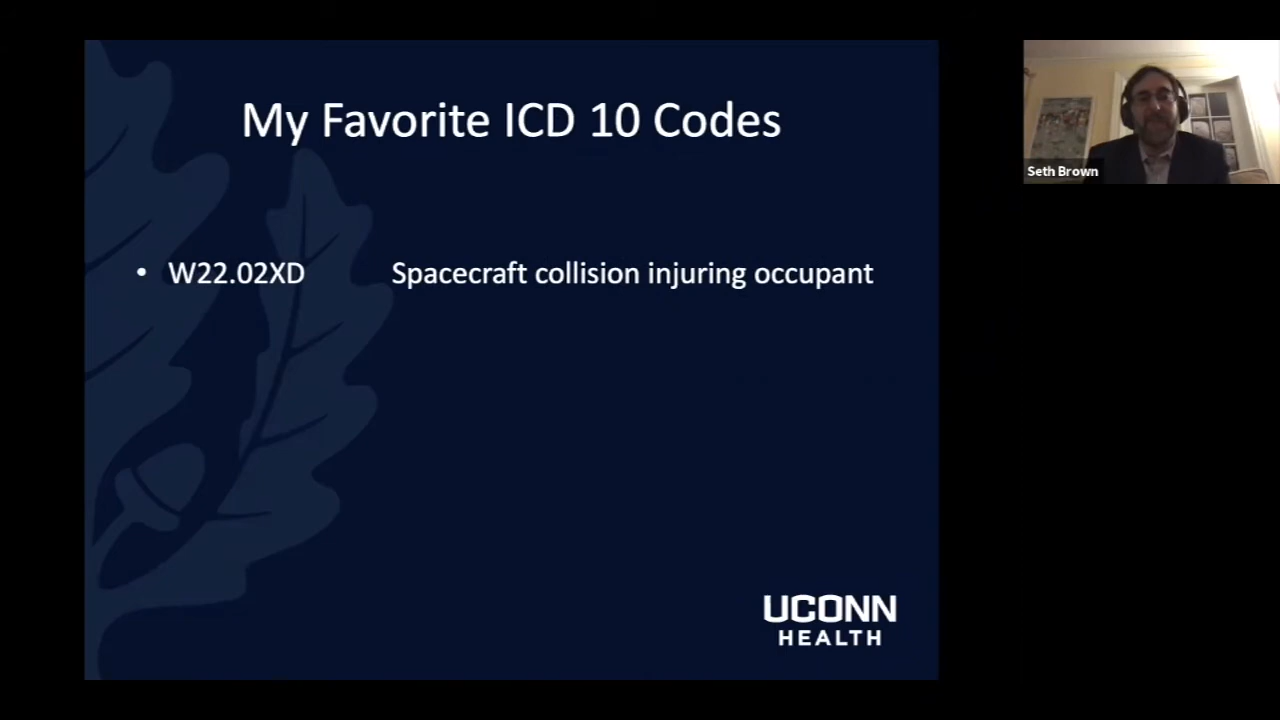 My Favorite ICD 10 Codes
• W22.02XD Spacecraft collision injuring occupant
UCONN
HEALTH
Seth Brown